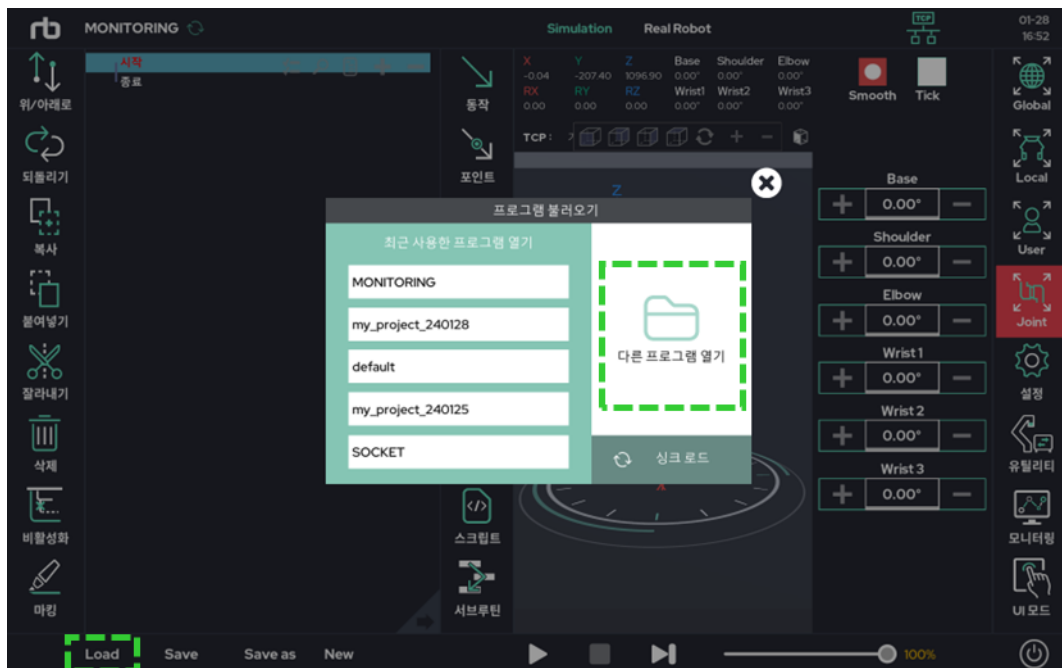 rb MONITORING Simulation Real Robot TCP 01-28
16:52
위/아래로
되돌리기
복사
붙여넣기
잘라내기
삭제
비활성화
마킹
시작
종료
동작
포인트
스크립트
서브루틴
X Y Z Base Shoulder Elbow
-0.04 -207.40 1096.90 0.00° 0.00° 0.00°
RX RY RZ Wrist1 Wrist2 Wrist3
0.00 0.00 0.00 0.00° 0.00° 0.00°
TCP :
Z
X
Smooth Tick
Base
0.00°
Shoulder
0.00°
Elbow
0.00°
Wrist 1
0.00°
Wrist 2
0.00°
Wrist 3
0.00°
Global
Local
User
Joint
설정
유틸리티
모니터링
UI 모드
프로그램 불러오기
최근 사용한 프로그램 열기
MONITORING
my_project_240128
default
my_project_240125
SOCKET
다른 프로그램 열기
싱크 로드
Load Save Save as New 100%